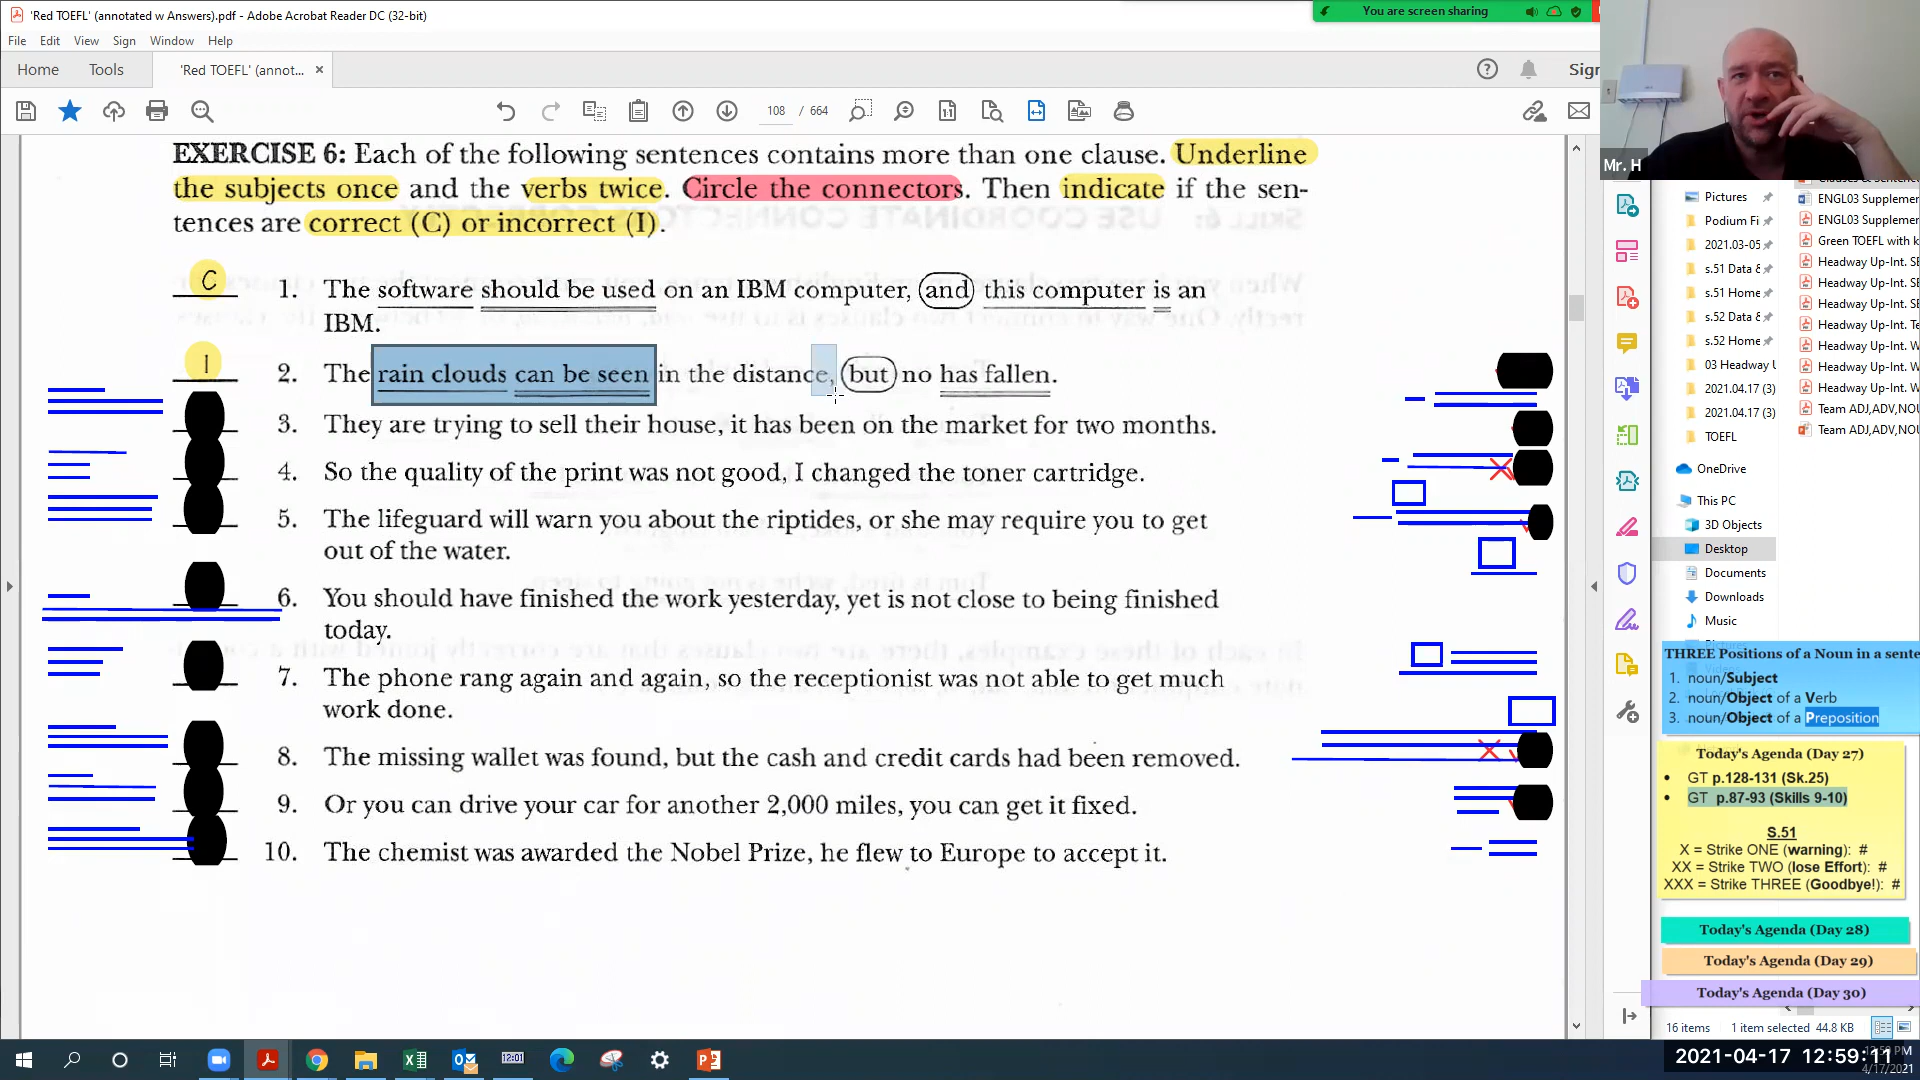 'Red TOEFL' (annotated w Answers).pdf - Adobe Acrobat Reader DC (32-bit)
You are screen sharing
File Edit View Sign Window Help
Home Tools 'Red TOEFL' (annot... × Sign
108 / 664
EXERCISE 6: Each of the following sentences contains more than one clause. Underline
the subjects once and the verbs twice. Circle the connectors. Then indicate if the sen-
tences are correct (C) or incorrect (I).
C 1. The software should be used on an IBM computer, and this computer is an
IBM.
I 2. The rain clouds can be seen in the distance, but no has fallen.
3. They are trying to sell their house, it has been on the market for two months.
4. So the quality of the print was not good, I changed the toner cartridge.
5. The lifeguard will warn you about the riptides, or she may require you to get
out of the water.
6. You should have finished the work yesterday, yet is not close to being finished
today.
7. The phone rang again and again, so the receptionist was not able to get much
work done.
8. The missing wallet was found, but the cash and credit cards had been removed.
9. Or you can drive your car for another 2,000 miles, you can get it fixed.
10. The chemist was awarded the Nobel Prize, he flew to Europe to accept it.
Mr. H
Pictures
Podium Fi
2021.03-05
s.51 Data &
s.51 Home
s.52 Data &
s.52 Home
03 Headway U
2021.04.17 (3)
2021.04.17 (3)
TOEFL
OneDrive
This PC
3D Objects
Desktop
Documents
Downloads
Music
ENGL03 Supplemer
ENGL03 Supplemer
Green TOEFL with k
Headway Up-Int. SE
Headway Up-Int. SE
Headway Up-Int. SE
Headway Up-Int. Te
Headway Up-Int. W
Headway Up-Int. W
Headway Up-Int. W
Team ADJ,ADV,NOU
Team ADJ,ADV,NOU
THREE Positions of a Noun in a sente
1. noun/Subject
2. noun/Object of a Verb
3. noun/Object of a Preposition
Today's Agenda (Day 27)
• GT p.128-131 (Sk.25)
• GT p.87-93 (Skills 9-10)
S.51
X = Strike ONE (warning): #
XX = Strike TWO (lose Effort): #
XXX = Strike THREE (Goodbye!): #
Today's Agenda (Day 28)
Today's Agenda (Day 29)
Today's Agenda (Day 30)
16 items 1 item selected 44.8 KB
12:01
2021-04-17 12:59:11
4/17/2021